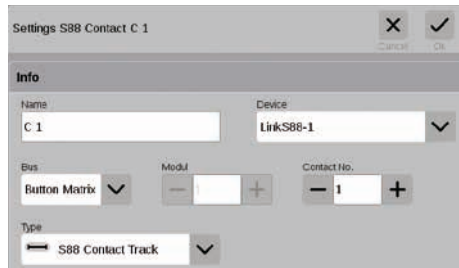 Settings S88 Contact C 1
Cancel Ok
Info
Name Device
C 1 LinkS88-1
Bus Modul Contact No.
Button Matrix 1 1
Type
S88 Contact Track